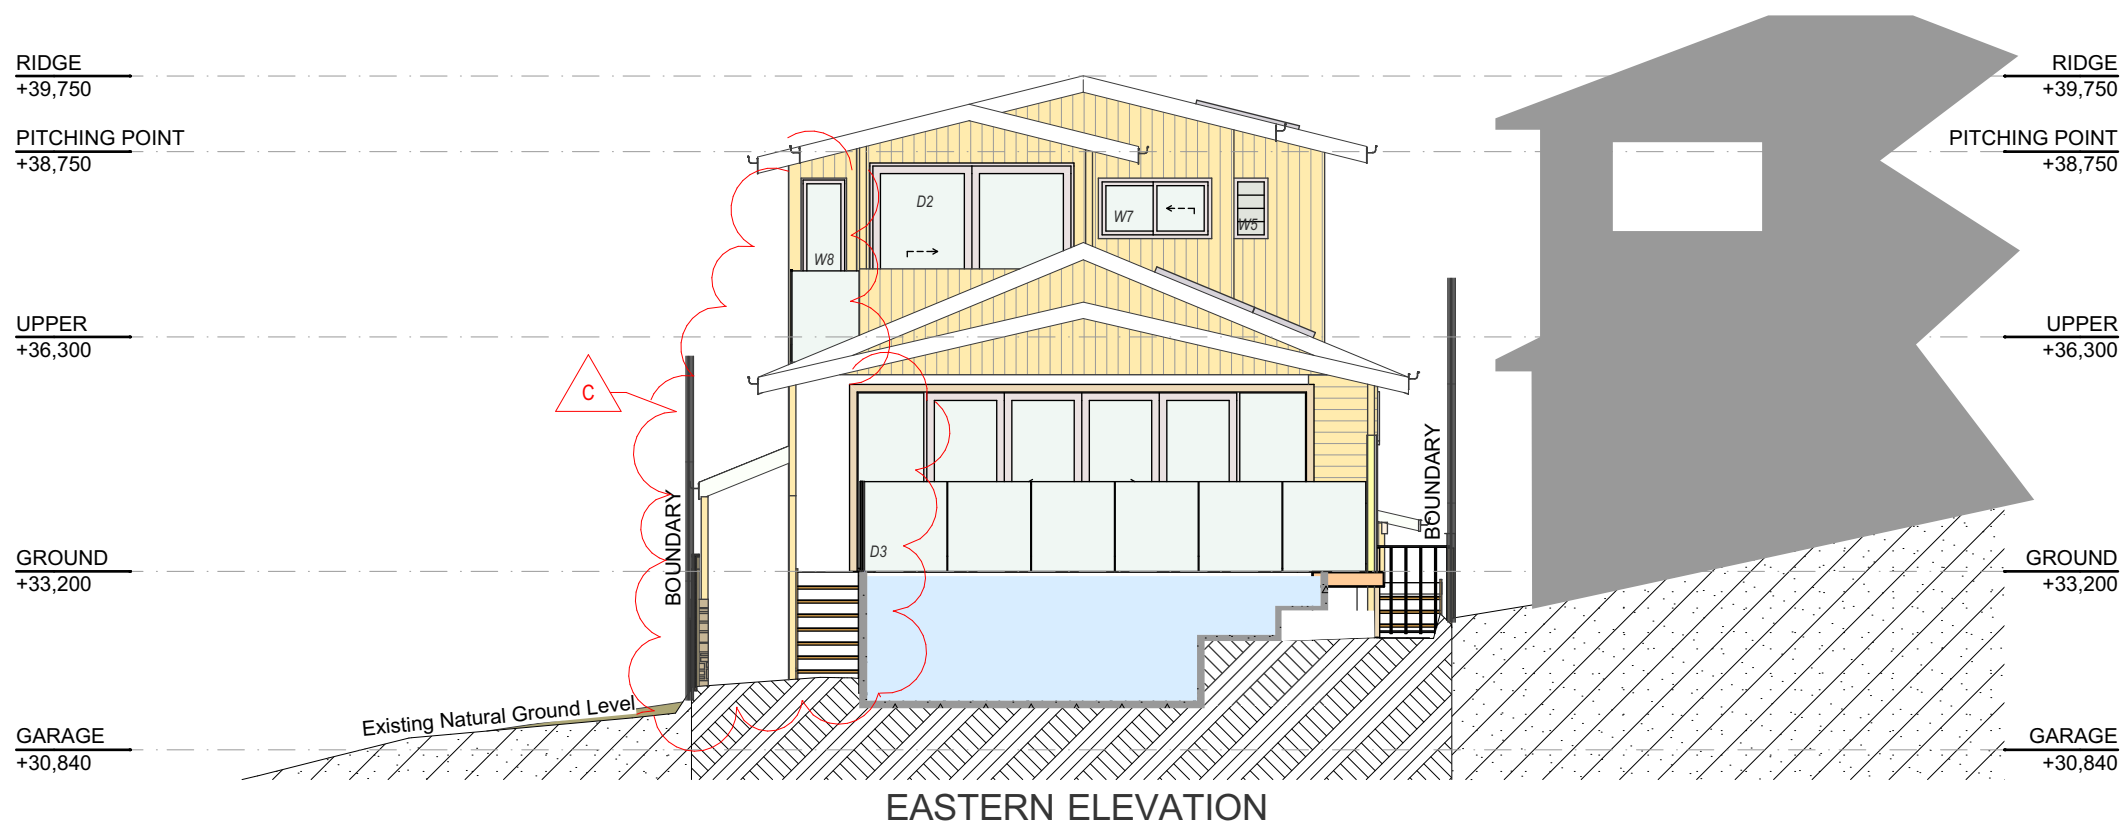 RIDGE
+39,750
RIDGE
+39,750
PITCHING POINT
+38,750
PITCHING POINT
+38,750
D2
W7
W5
W8
UPPER
+36,300
UPPER
+36,300
C
BOUNDARY
BOUNDARY
D3
GROUND
+33,200
GROUND
+33,200
Existing Natural Ground Level
GARAGE
+30,840
GARAGE
+30,840
EASTERN ELEVATION